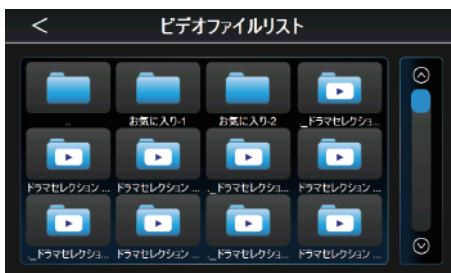 < ビデオファイルリスト
.. お気に入り-1 お気に入り-2 ._ドラマセレクショ...
ドラマセレクション ... ドラマセレクション ... ._ドラマセレクショ... ドラマセレクション ...
._ドラマセレクショ... ドラマセレクション ... ._ドラマセレクショ... ドラマセレクション ...